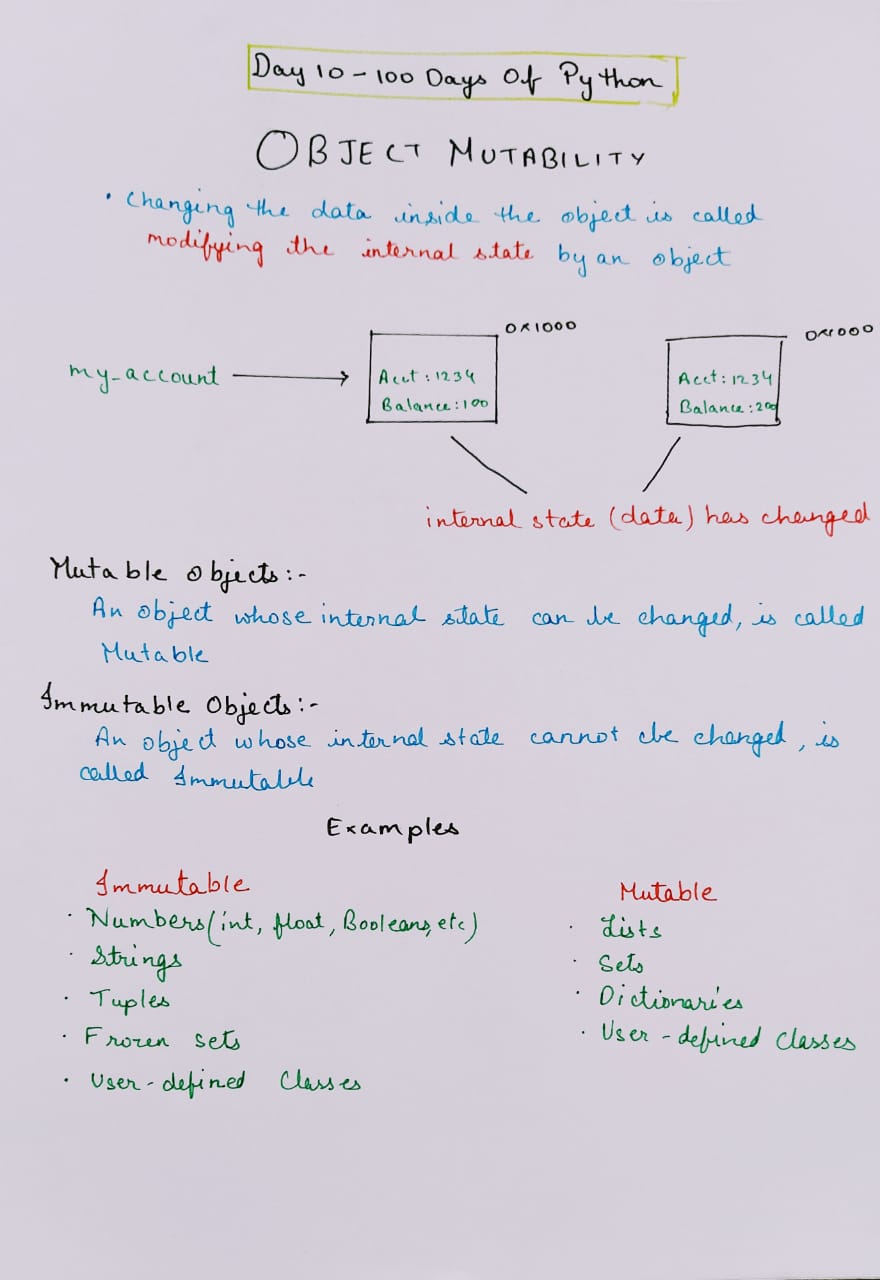 Day 10 - 100 Days Of Python
OBJECT MUTABILITY
• Changing the data inside the object is called
modifying the internal state by an object
0x1000
0x1000
my_account
Acct : 1234
Balance : 100
Acct : 1234
Balance : 200
internal state (data) has changed
Mutable Objects :-
An object whose internal state can be changed, is called
Mutable
Immutable Objects :-
An object whose internal state cannot be changed, is
called Immutable
Examples
Immutable
• Numbers (int, float, Booleans, etc)
• Strings
• Tuples
• Frozen sets
• User-defined Classes
Mutable
• Lists
• Sets
• Dictionaries
• User-defined Classes